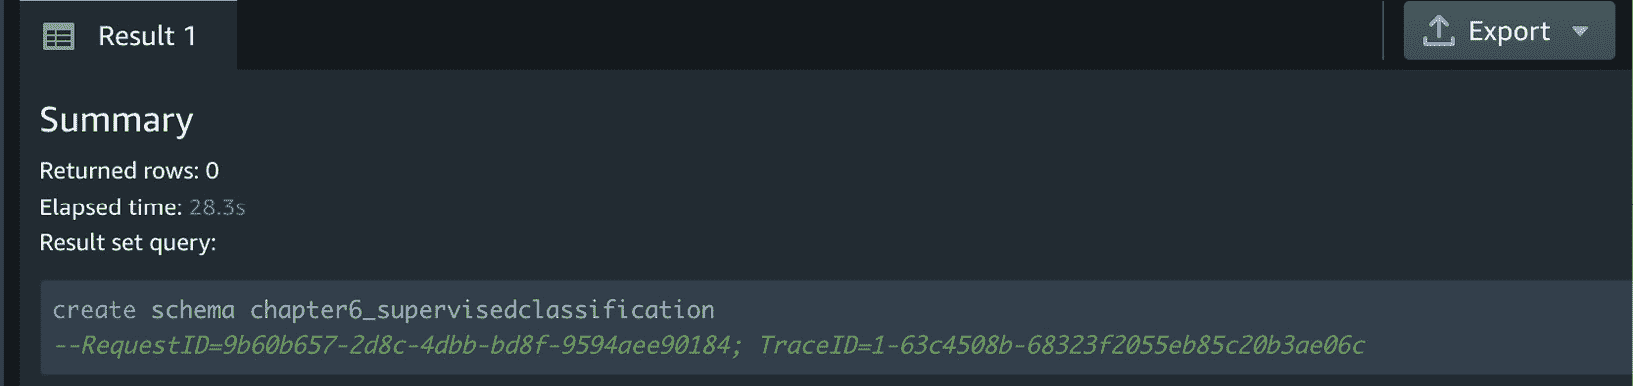 Result 1
Export
Summary
Returned rows: 0
Elapsed time: 28.3s
Result set query:
create schema chapter6_supervisedclassification
--RequestID=9b60b657-2d8c-4dbb-bd8f-9594aee90184; TraceID=1-63c4508b-68323f2055eb85c20b3ae06c